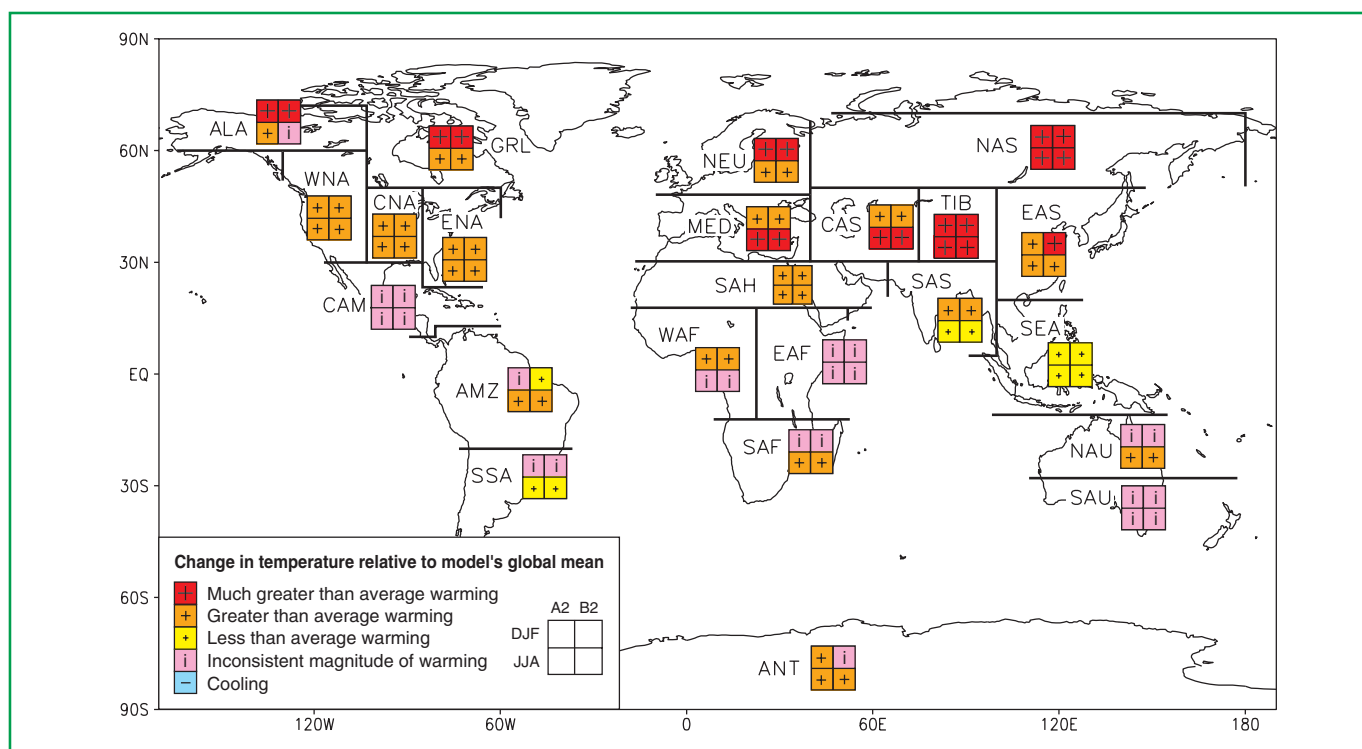 90N
60N
30N
EQ
30S
60S
90S
120W
60W
0
60E
120E
180
ALA
+ +
+ i
GRL
+ +
+ +
WNA
+ +
+ +
CNA
+ +
+ +
ENA
+ +
+ +
CAM
i i
i i
AMZ
i +
+ +
SSA
i i
+ +
NEU
+ +
+ +
MED
+ +
+ +
SAH
+ +
+ +
WAF
+ +
i i
EAF
i i
i i
SAF
i i
+ +
NAS
+ +
+ +
CAS
+ +
+ +
TIB
+ +
+ +
EAS
+ +
+ +
SAS
+ +
+ +
SEA
+ +
+ +
NAU
i i
+ +
SAU
i i
i i
ANT
+ i
+ +
Change in temperature relative to model's global mean
+ Much greater than average warming
+ Greater than average warming
+ Less than average warming
i Inconsistent magnitude of warming
− Cooling
A2 B2
DJF
JJA